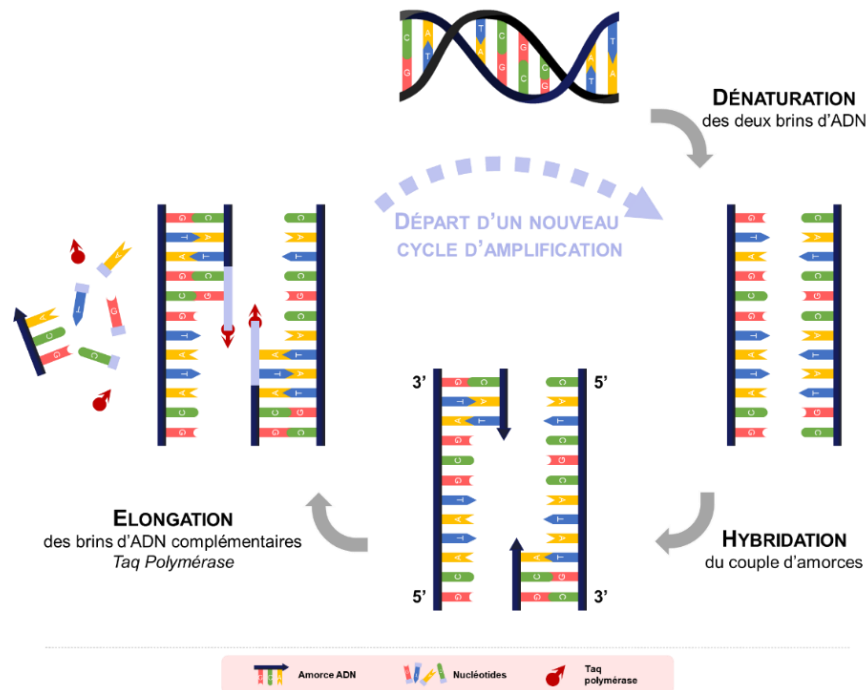 C A T C G C A T
G T A G C G T A
DÉNATURATION
des deux brins d'ADN
DÉPART D'UN NOUVEAU
CYCLE D'AMPLIFICATION
G C C
T A A
A T T
G C C
C G G
G C
T A
A A T
T T A
A A T
C C G
G G C
A
C
G
A
T
G
C
G C
T A
A T
G C
C G
G C
T A
A T
T A
A T
C G
G C
3' G C C 5'
T A A
A T T
G C
C G
G C
T A
A T
T A
A A T
C C G
5' G G C 3'
ELONGATION
des brins d'ADN complémentaires
Taq Polymérase
HYBRIDATION
du couple d'amorces
G G A Amorce ADN
Nucléotides
Taq
polymérase